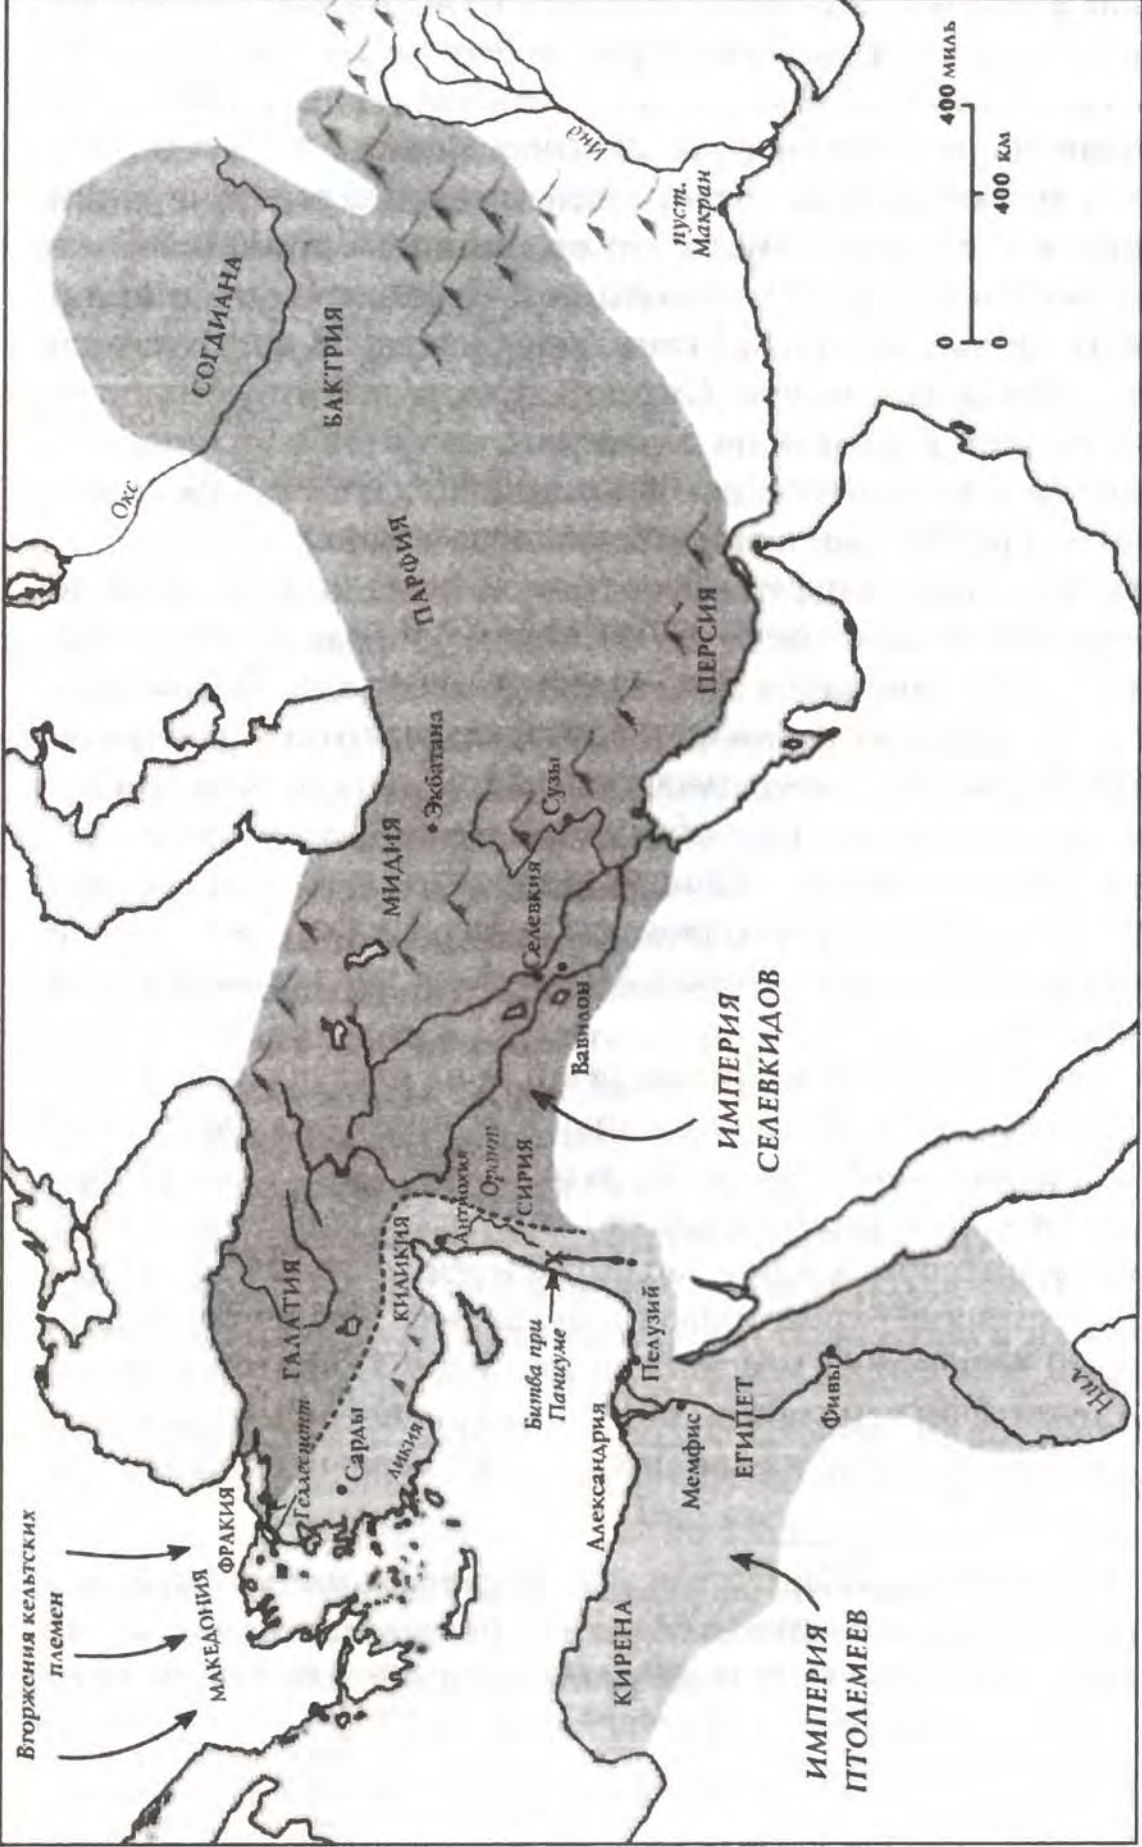 Вторжения кельтских
племен
МАКЕДОНИЯ
ФРАКИЯ
Геллеспонт
Сарды
ЛИКИЯ
ГАЛАТИЯ
КИЛИКИЯ
Антиохия
Оронт
СИРИЯ
Битва при
Паниуме
Александрия
Пелузий
Мемфис
ЕГИПЕТ
Фивы
Нил
КИРЕНА
ИМПЕРИЯ
ПТОЛЕМЕЕВ
ИМПЕРИЯ
СЕЛЕВКИДОВ
Вавилон
Селевкия
Сузы
МИДИЯ
Экбатана
ПАРФИЯ
ПЕРСИЯ
Окс
СОГДИАНА
БАКТРИЯ
Инд
пуст.
Макран
0 400 МИЛЬ
0 400 КМ